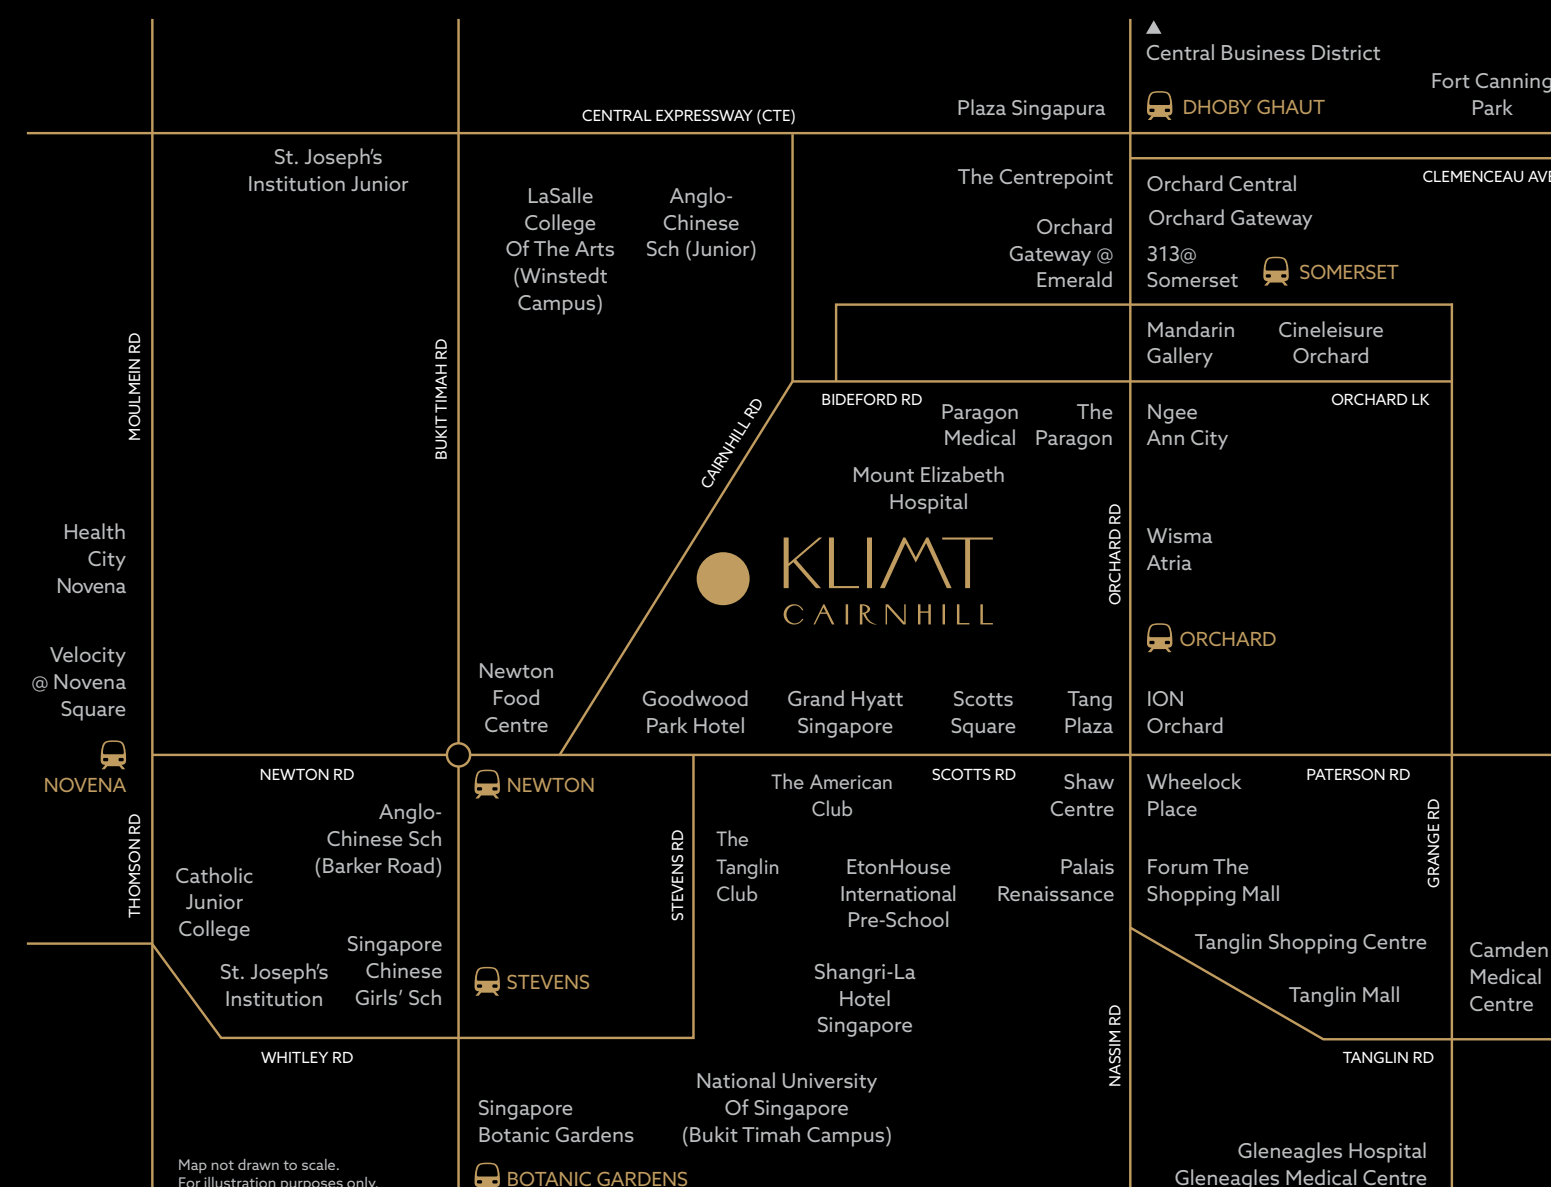 Central Business District
Fort Canning
Park
DHOBY GHAUT
Plaza Singapura
CENTRAL EXPRESSWAY (CTE)
St. Joseph's
Institution Junior
LaSalle
College
Of The Arts
(Winstedt
Campus)
Anglo-
Chinese
Sch (Junior)
The Centrepoint
Orchard
Gateway @
Emerald
Orchard Central
CLEMENCEAU AVE
Orchard Gateway
313@
Somerset
SOMERSET
Mandarin
Gallery
Cineleisure
Orchard
MOULMEIN RD
BUKIT TIMAH RD
CAIRNHILL RD
BIDEFORD RD
ORCHARD LK
Paragon
Medical
The
Paragon
Ngee
Ann City
Mount Elizabeth
Hospital
ORCHARD RD
Wisma
Atria
Health
City
Novena
KLIMT
CAIRNHILL
ORCHARD
Velocity
@ Novena
Square
Newton
Food
Centre
Goodwood
Park Hotel
Grand Hyatt
Singapore
Scotts
Square
Tang
Plaza
ION
Orchard
NOVENA
NEWTON RD
NEWTON
SCOTTS RD
PATERSON RD
The American
Club
Shaw
Centre
Wheelock
Place
THOMSON RD
Anglo-
Chinese Sch
(Barker Road)
STEVENS RD
The
Tanglin
Club
EtonHouse
International
Pre-School
Palais
Renaissance
Forum The
Shopping Mall
GRANGE RD
Catholic
Junior
College
Singapore
Chinese
Girls' Sch
St. Joseph's
Institution
STEVENS
Shangri-La
Hotel
Singapore
Tanglin Shopping Centre
Tanglin Mall
Camden
Medical
Centre
WHITLEY RD
NASSIM RD
TANGLIN RD
National University
Of Singapore
(Bukit Timah Campus)
Singapore
Botanic Gardens
BOTANIC GARDENS
Gleneagles Hospital
Gleneagles Medical Centre
Map not drawn to scale.
For illustration purposes only.